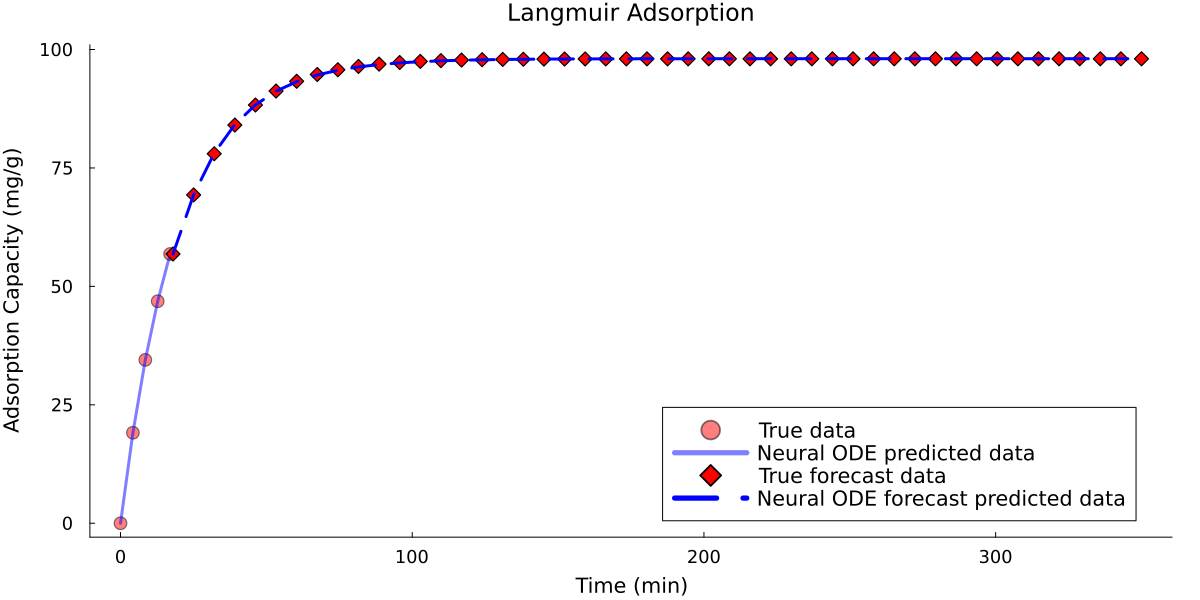 Langmuir Adsorption
Adsorption Capacity (mg/g)
100
75
50
25
0
0
100
200
300
Time (min)
True data
Neural ODE predicted data
True forecast data
Neural ODE forecast predicted data